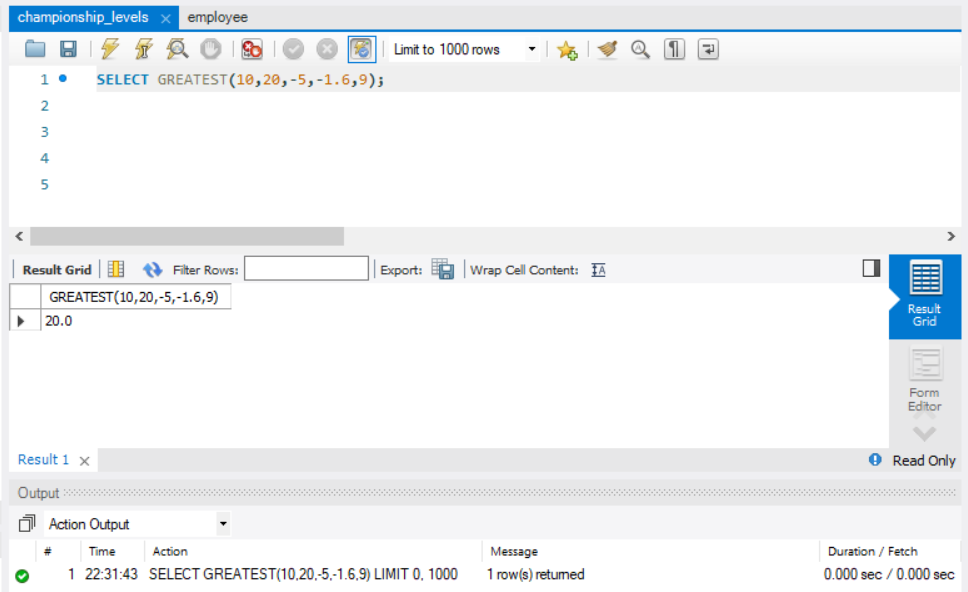 championship_levels × employee
Limit to 1000 rows
1 SELECT GREATEST(10,20,-5,-1.6,9);
2
3
4
5
Result Grid Filter Rows: Export: Wrap Cell Content: IA
GREATEST(10,20,-5,-1.6,9)
20.0
Result
Grid
Form
Editor
Result 1 × Read Only
Output
Action Output
# Time Action Message Duration / Fetch
1 22:31:43 SELECT GREATEST(10,20,-5,-1.6,9) LIMIT 0, 1000 1 row(s) returned 0.000 sec / 0.000 sec